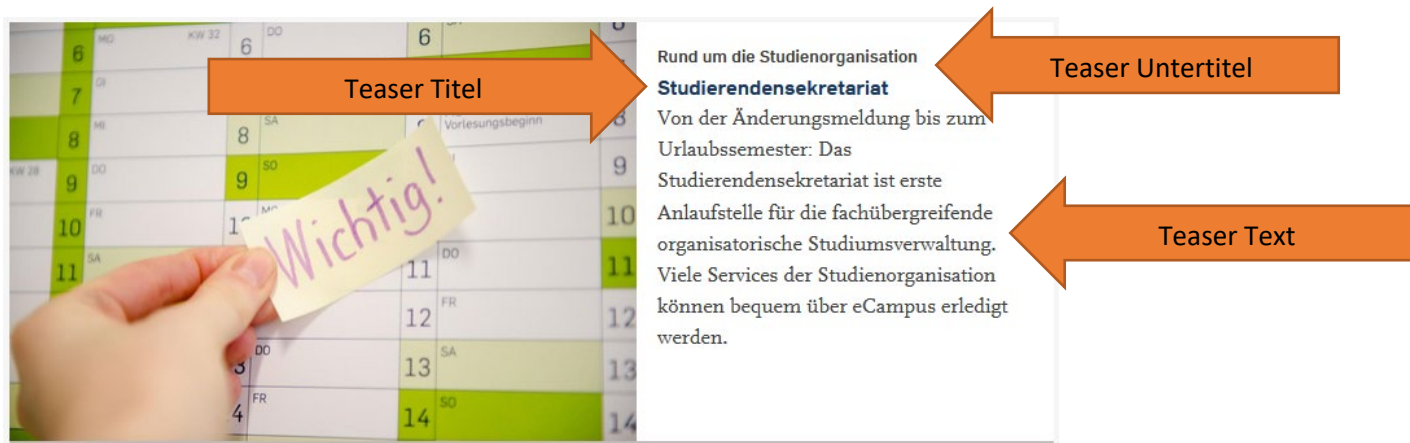 Rund um die Studienorganisation
Teaser Untertitel
Teaser Titel
Studierendensekretariat
Von der Änderungsmeldung bis zum
Urlaubssemester: Das
Studierendensekretariat ist erste
Anlaufstelle für die fachübergreifende
organisatorische Studiumsverwaltung.
Viele Services der Studienorganisation
können bequem über eCampus erledigt
werden.
Teaser Text
Wichtig!
6 MO KW 32
6 DO
6
7 DI
8 MI
8 SA
Vorlesungsbeginn
8
KW 28
9 DO
9 SO
9
10 FR
10
11 SA
11 DO
11
12 FR
12
DO
13 SA
13
4 FR
14 SO
14